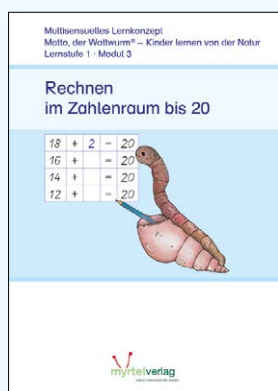 Multisensuelles Lernkonzept
Matto, der Wattwurm® – Kinder lernen von der Natur
Lernstufe 1 · Modul 3
Rechnen
im Zahlenraum bis 20
18 + 2 = 20
16 + = 20
14 + = 20
12 + = 20
myrtelverlag